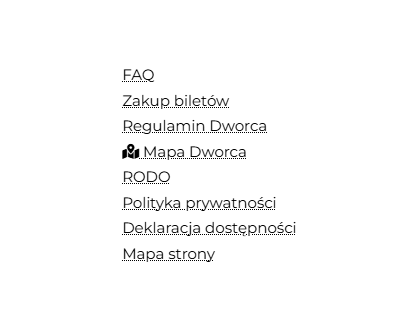 FAQ
Zakup biletów
Regulamin Dworca
Mapa Dworca
RODO
Polityka prywatności
Deklaracja dostępności
Mapa strony